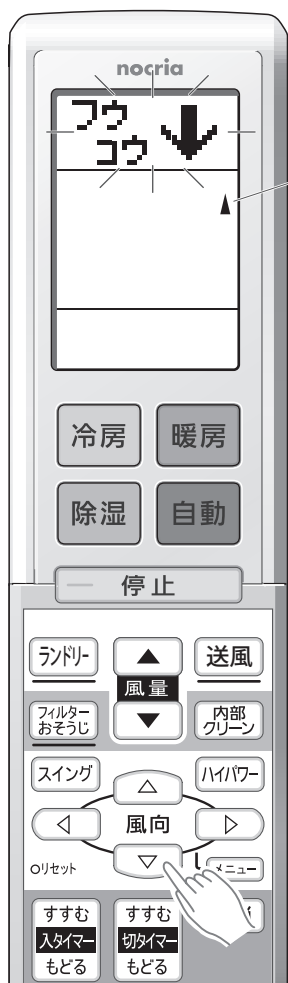 nocria
フウ
コウ
冷房 暖房
除湿 自動
停止
ランドリー 風量 送風
フィルター
おそうじ
内部
クリーン
スイング ハイパワー
風向
リセット メニュー
すすむ すすむ
入タイマー 切タイマー
もどる もどる